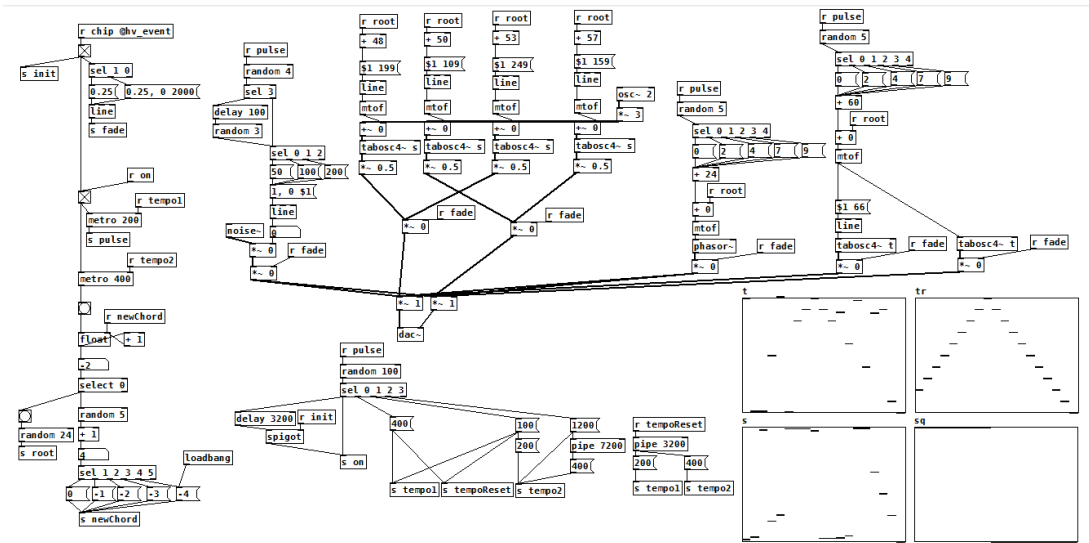 r chip @hv_event
s init
sel 1 0
0.25
0.25, 0 2000
line
s fade
r on
r tempo1
metro 200
s pulse
r tempo2
metro 400
r newChord
float
+ 1
-2
select 0
random 5
random 24
+ 1
s root
4
loadbang
sel 1 2 3 4 5
0
-1
-2
-3
-4
s newChord
r pulse
random 4
sel 3
delay 100
random 3
sel 0 1 2
50
100
200
1, 0 $1
line
0
noise~
*~ 0
r fade
*~ 0
r root
+ 48
$1 199
line
mtof
+~ 0
tabosc4~ s
*~ 0.5
r root
+ 50
$1 109
line
mtof
+~ 0
tabosc4~ s
*~ 0.5
r root
+ 53
$1 249
line
mtof
+~ 0
tabosc4~ s
*~ 0.5
r root
+ 57
$1 159
line
mtof
+~ 0
tabosc4~ s
*~ 0.5
osc~ 2
*~ 3
r fade
*~ 0
r fade
*~ 0
*~ 1
*~ 1
dac~
r pulse
random 5
sel 0 1 2 3 4
0
2
4
7
9
+ 24
r root
+ 0
mtof
phasor~
r fade
*~ 0
r pulse
random 5
sel 0 1 2 3 4
0
2
4
7
9
+ 60
r root
+ 0
mtof
$1 66
line
tabosc4~ t
r fade
*~ 0
tabosc4~ t
r fade
*~ 0
r pulse
random 100
sel 0 1 2 3
delay 3200
r init
spigot
s on
400
100
200
1200
pipe 7200
400
s tempo1
s tempoReset
s tempo2
r tempoReset
pipe 3200
200
400
s tempo1
s tempo2
t
tr
s
sq